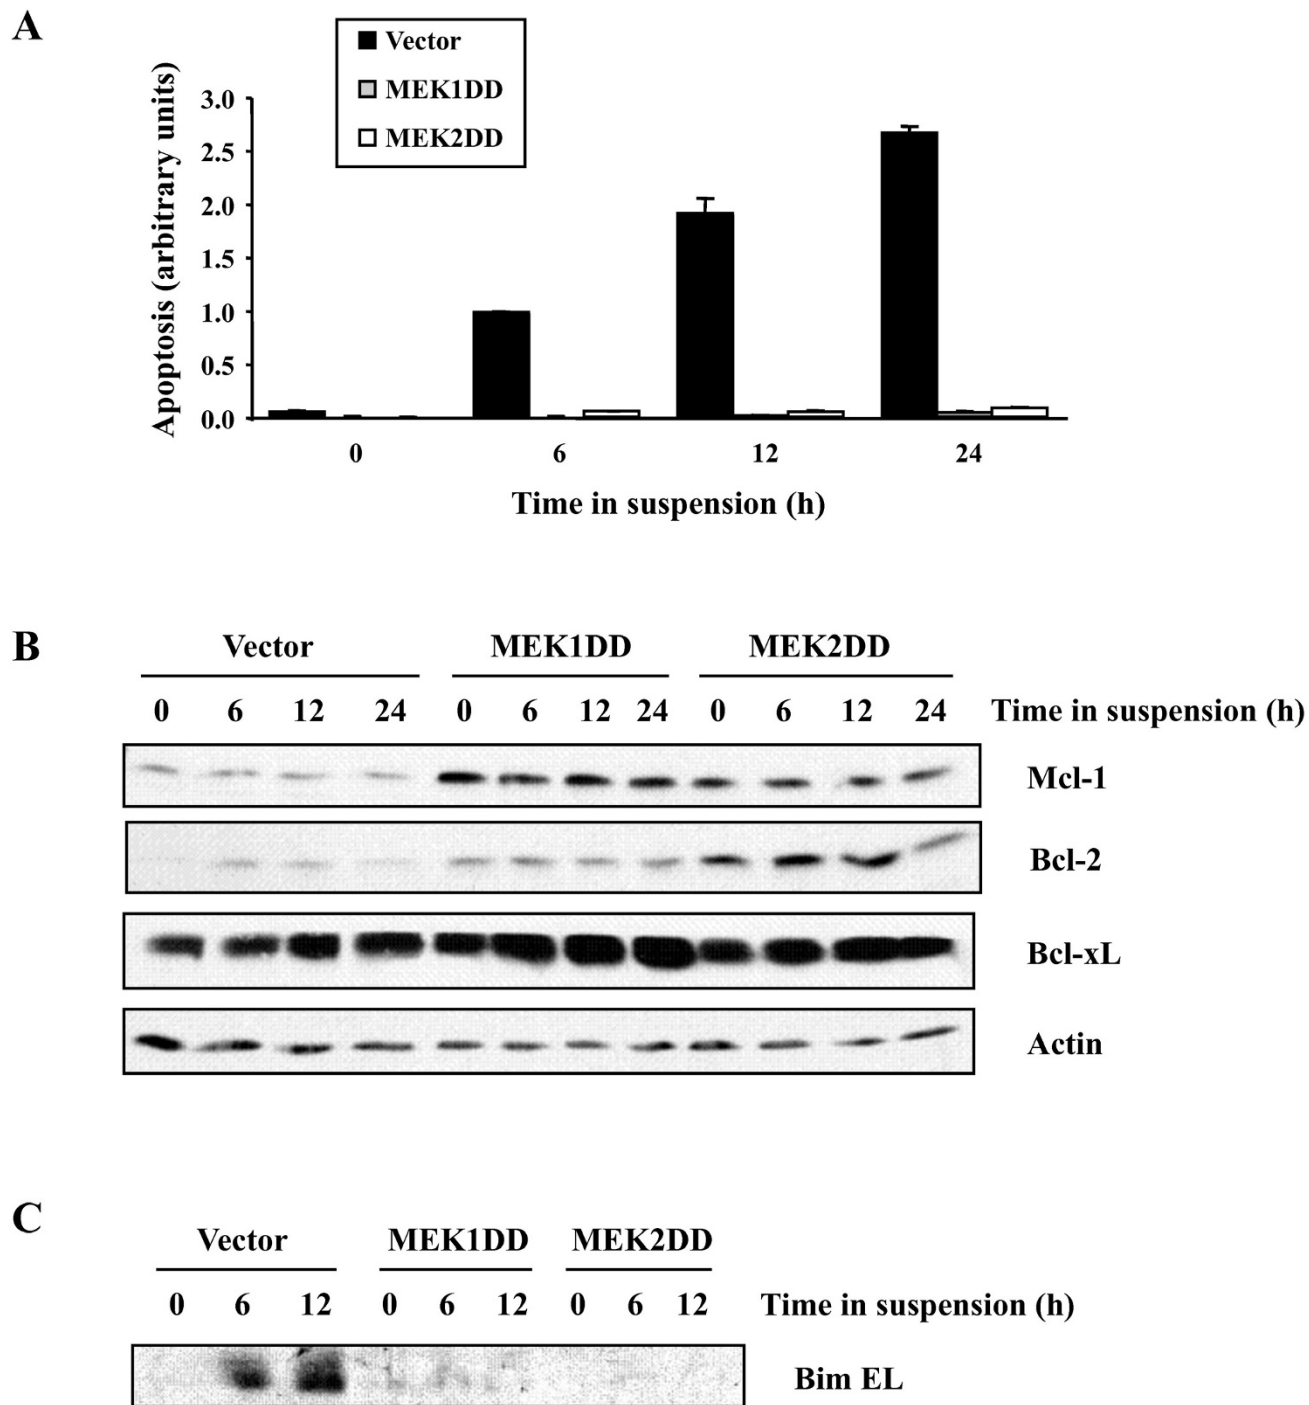 A
Vector
MEK1DD
MEK2DD
Apoptosis (arbitrary units)
3.0
2.5
2.0
1.5
1.0
0.5
0.0
0 6 12 24
Time in suspension (h)
B
Vector MEK1DD MEK2DD
0 6 12 24 0 6 12 24 0 6 12 24 Time in suspension (h)
Mcl-1
Bcl-2
Bcl-xL
Actin
C
Vector MEK1DD MEK2DD
0 6 12 0 6 12 0 6 12 Time in suspension (h)
Bim EL